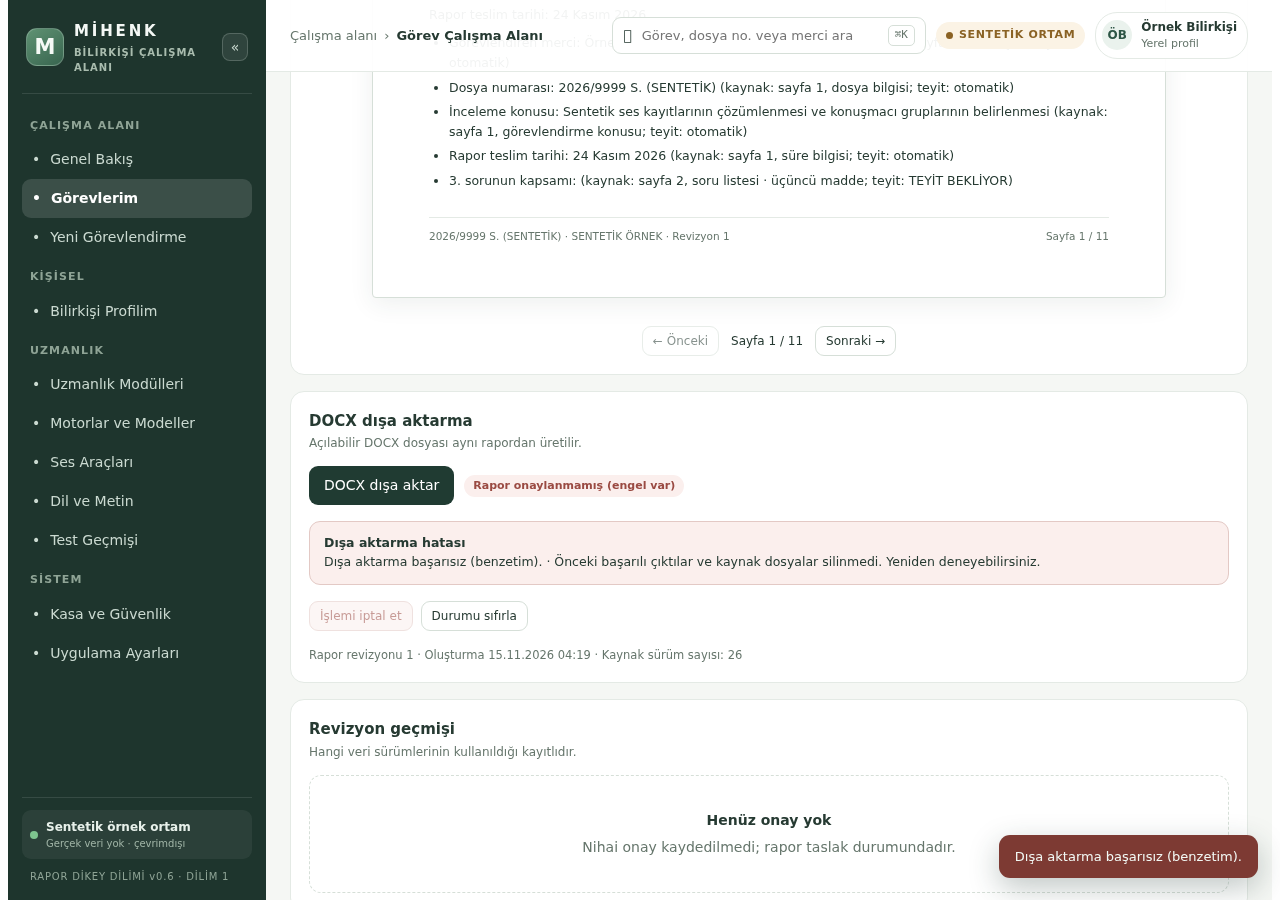 M
MİHENK
BİLİRKİŞİ ÇALIŞMA
ALANI
«
ÇALIŞMA ALANI
• Genel Bakış
• Görevlerim
• Yeni Görevlendirme
KİŞİSEL
• Bilirkişi Profilim
UZMANLIK
• Uzmanlık Modülleri
• Motorlar ve Modeller
• Ses Araçları
• Dil ve Metin
• Test Geçmişi
SİSTEM
• Kasa ve Güvenlik
• Uygulama Ayarları
Sentetik örnek ortam
Gerçek veri yok · çevrimdışı
RAPOR DİKEY DİLİMİ v0.6 · DİLİM 1
Çalışma alanı › Görev Çalışma Alanı
Görev, dosya no. veya merci ara ⌘K
SENTETİK ORTAM
ÖB
Örnek Bilirkişi
Yerel profil
Rapor teslim tarihi: 24 Kasım 2026
otomatik)
• Dosya numarası: 2026/9999 S. (SENTETİK) (kaynak: sayfa 1, dosya bilgisi; teyit: otomatik)
• İnceleme konusu: Sentetik ses kayıtlarının çözümlenmesi ve konuşmacı gruplarının belirlenmesi (kaynak:
sayfa 1, görevlendirme konusu; teyit: otomatik)
• Rapor teslim tarihi: 24 Kasım 2026 (kaynak: sayfa 1, süre bilgisi; teyit: otomatik)
• 3. sorunun kapsamı: (kaynak: sayfa 2, soru listesi · üçüncü madde; teyit: TEYİT BEKLİYOR)
2026/9999 S. (SENTETİK) · SENTETİK ÖRNEK · Revizyon 1 Sayfa 1 / 11
← Önceki Sayfa 1 / 11 Sonraki →
DOCX dışa aktarma
Açılabilir DOCX dosyası aynı rapordan üretilir.
DOCX dışa aktar Rapor onaylanmamış (engel var)
Dışa aktarma hatası
Dışa aktarma başarısız (benzetim). · Önceki başarılı çıktılar ve kaynak dosyalar silinmedi. Yeniden deneyebilirsiniz.
İşlemi iptal et Durumu sıfırla
Rapor revizyonu 1 · Oluşturma 15.11.2026 04:19 · Kaynak sürüm sayısı: 26
Revizyon geçmişi
Hangi veri sürümlerinin kullanıldığı kayıtlıdır.
Henüz onay yok
Nihai onay kaydedilmedi; rapor taslak durumundadır.
Dışa aktarma başarısız (benzetim).